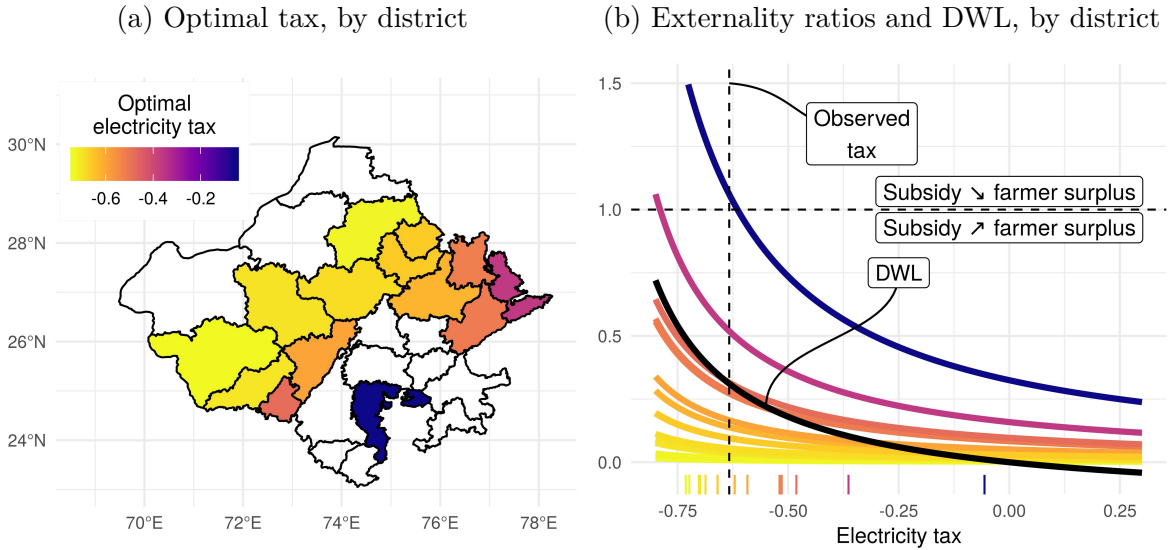 (a) Optimal tax, by district
Optimal
electricity tax
-0.6 -0.4 -0.2
30°N
28°N
26°N
24°N
70°E 72°E 74°E 76°E 78°E
(b) Externality ratios and DWL, by district
1.5
1.0
0.5
0.0
Observed
tax
Subsidy ↘ farmer surplus
Subsidy ↗ farmer surplus
DWL
-0.75 -0.50 -0.25 0.00 0.25
Electricity tax